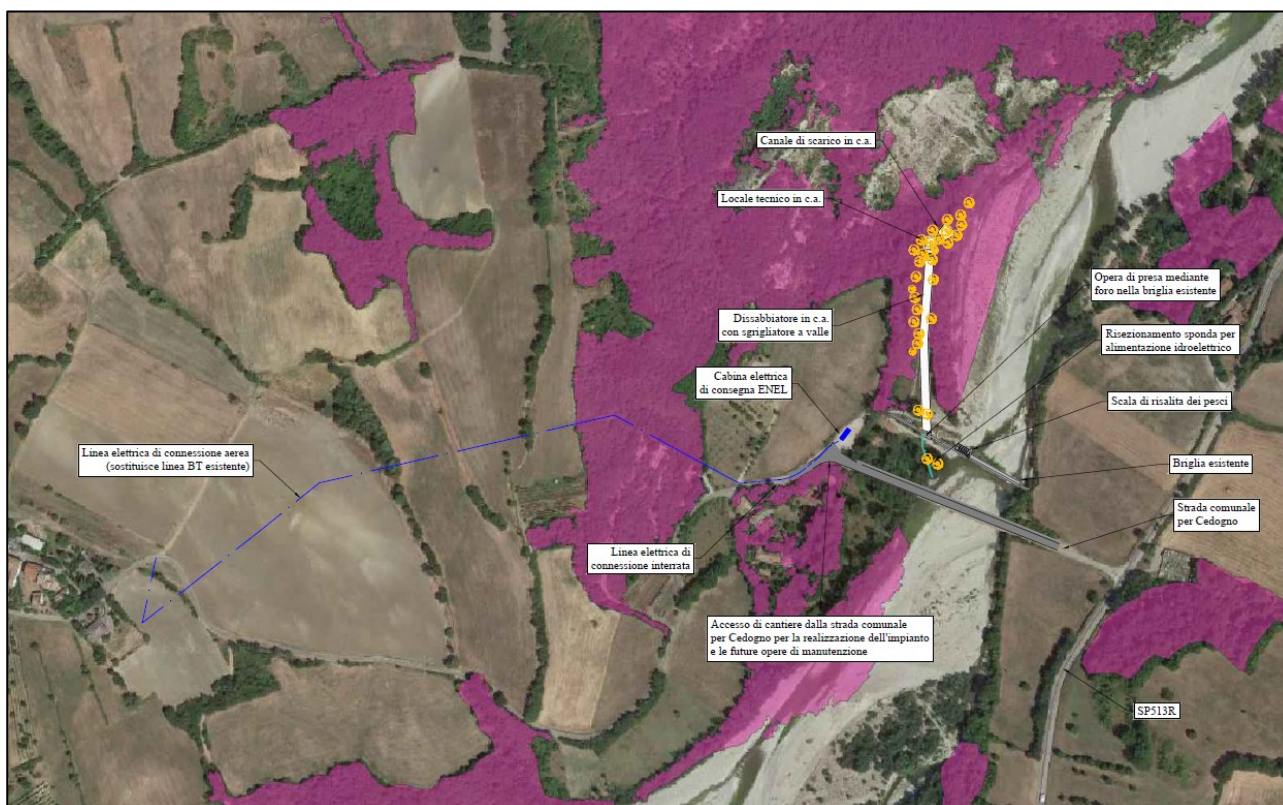 Canale di scarico in c.a.
Locale tecnico in c.a.
Opera di presa mediante
foro nella briglia esistente
Dissabbiatore in c.a.
con sgrigliatore a valle
Risezionamento sponda per
alimentazione idroelettrico
Cabina elettrica
di consegna ENEL
Scala di risalita dei pesci
Linea elettrica di connessione aerea
(sostituisce linea BT esistente)
Briglia esistente
Strada comunale
per Cedogno
Linea elettrica di
connessione interrata
Accesso di cantiere dalla strada comunale
per Cedogno per la realizzazione dell'impianto
e le future opere di manutenzione
SP513R